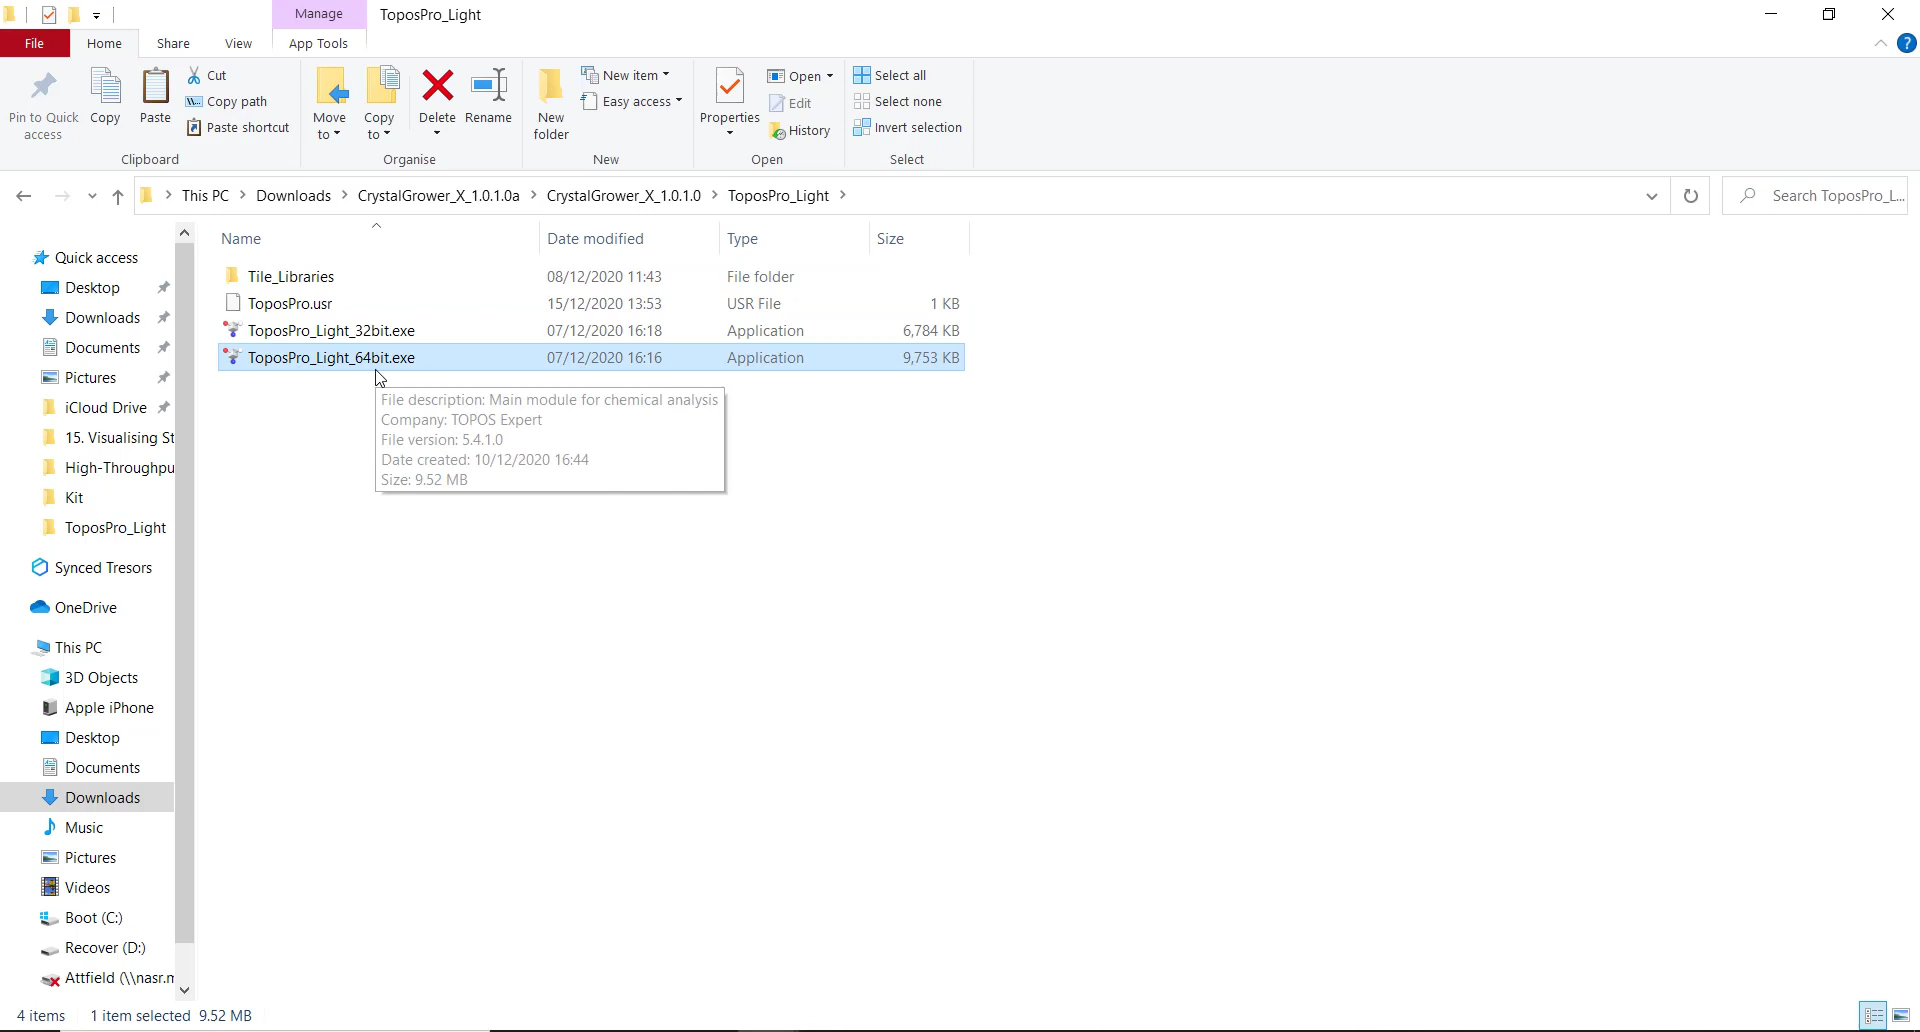 Manage
ToposPro_Light
File
Home
Share
View
App Tools
Pin to Quick access
Copy
Paste
Cut
Copy path
Paste shortcut
Clipboard
Move to
Copy to
Delete
Rename
Organise
New folder
New item
Easy access
New
Properties
Open
Edit
History
Open
Select all
Select none
Invert selection
Select
This PC > Downloads > CrystalGrower_X_1.0.1.0a > CrystalGrower_X_1.0.1.0 > ToposPro_Light >
Search ToposPro_L...
Name Date modified Type Size
Tile_Libraries 08/12/2020 11:43 File folder
ToposPro.usr 15/12/2020 13:53 USR File 1 KB
ToposPro_Light_32bit.exe 07/12/2020 16:18 Application 6,784 KB
ToposPro_Light_64bit.exe 07/12/2020 16:16 Application 9,753 KB
File description: Main module for chemical analysis
Company: TOPOS Expert
File version: 5.4.1.0
Date created: 10/12/2020 16:44
Size: 9.52 MB
Quick access
Desktop
Downloads
Documents
Pictures
iCloud Drive
15. Visualising St
High-Throughpu
Kit
ToposPro_Light
Synced Tresors
OneDrive
This PC
3D Objects
Apple iPhone
Desktop
Documents
Downloads
Music
Pictures
Videos
Boot (C:)
Recover (D:)
Attfield (\\nasr.m
4 items 1 item selected 9.52 MB